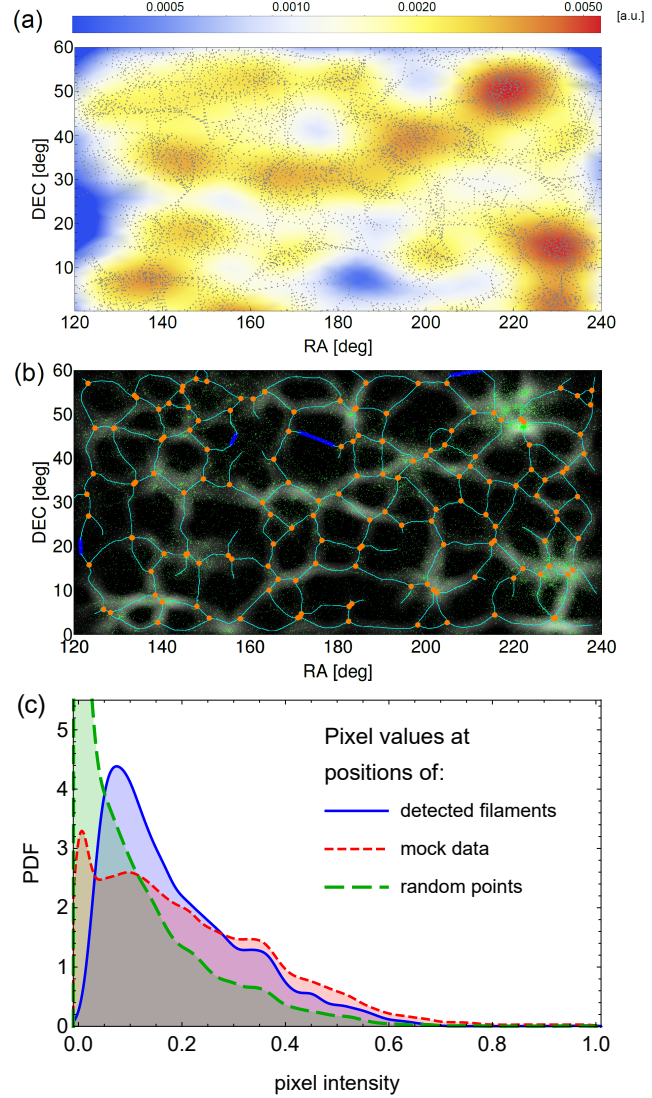 (a)
0.0005 0.0010 0.0020 0.0050 [a.u.]
60
50
40
30
20
10
DEC [deg]
120 140 160 180 200 220 240
RA [deg]
(b)
60
50
40
30
20
10
0
DEC [deg]
120 140 160 180 200 220 240
RA [deg]
(c)
5
4
3
2
1
0
PDF
Pixel values at
positions of:
detected filaments
mock data
random points
0.0 0.2 0.4 0.6 0.8 1.0
pixel intensity